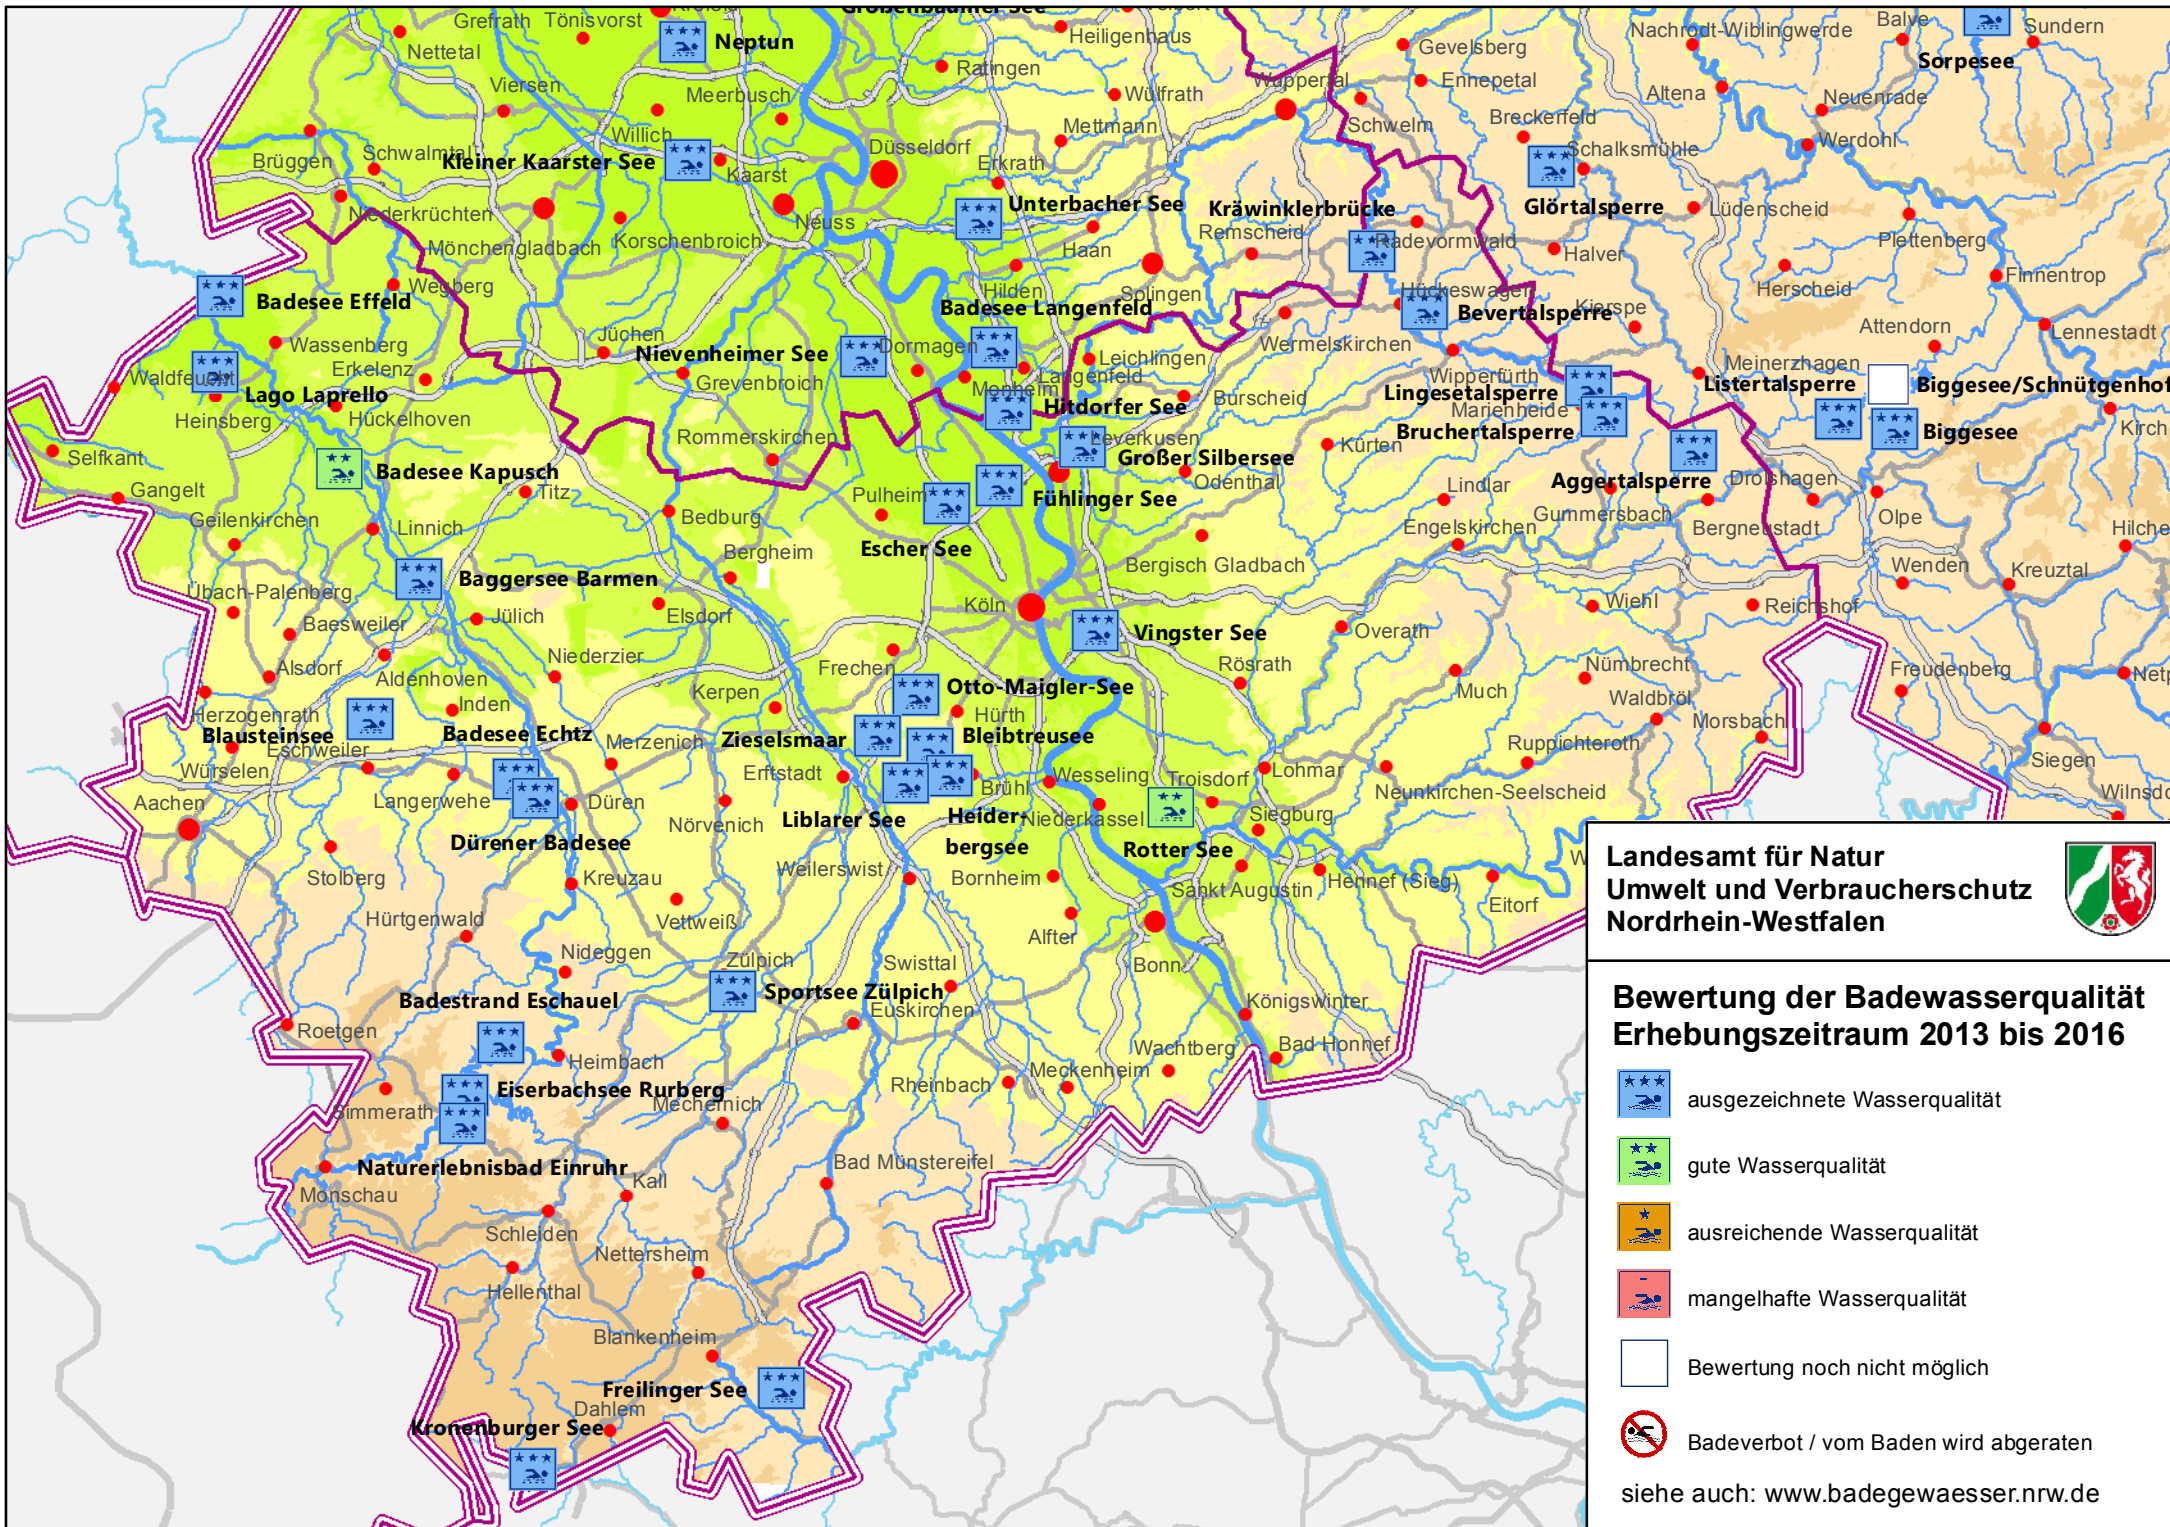 Grefrath
Tönisvorst
Großenbaumer See
Nettetal
Neptun
Heiligenhaus
Gevelsberg
Nachrodt-Wiblingwerde
Balve
Sundern
Sorpesee
Viersen
Meerbusch
Ratingen
Wülfrath
Wuppertal
Ennepetal
Altena
Neuenrade
Brüggen
Schwalmtal
Willich
Kleiner Kaarster See
Kaarst
Düsseldorf
Erkrath
Mettmann
Schwelm
Breckerfeld
Schalksmühle
Werdohl
Niederkrüchten
Mönchengladbach
Korschenbroich
Neuss
Unterbacher See
Haan
Kräwinklerbrücke
Remscheid
Radevormwald
Glörtalsperre
Lüdenscheid
Halver
Plettenberg
Finnentrop
Herscheid
Badesee Effeld
Wegberg
Hilden
Solingen
Badesee Langenfeld
Hückeswagen
Bevertalsperre
Kierspe
Attendorn
Lennestadt
Wassenberg
Erkelenz
Jüchen
Nievenheimer See
Grevenbroich
Dormagen
Monheim
Langenfeld
Leichlingen
Wermelskirchen
Wipperfürth
Meinerzhagen
Waldfeucht
Lago Laprello
Heinsberg
Hückelhoven
Hitdorfer See
Burscheid
Lingesetalsperre
Marienheide
Bruchertalsperre
Listertalsperre
Biggesee/Schnütgenhof
Biggesee
Kirch
Selfkant
Gangelt
Badesee Kapusch
Titz
Rommerskirchen
Leverkusen
Großer Silbersee
Odenthal
Kürten
Lindlar
Aggertalsperre
Gummersbach
Drolshagen
Bergneustadt
Olpe
Hilche
Geilenkirchen
Linnich
Bedburg
Pulheim
Fühlinger See
Escher See
Engelskirchen
Übach-Palenberg
Baggersee Barmen
Bergheim
Bergisch Gladbach
Wenden
Kreuztal
Baesweiler
Jülich
Elsdorf
Köln
Vingster See
Overath
Wiehl
Reichshof
Alsdorf
Aldenhoven
Niederzier
Kerpen
Frechen
Otto-Maigler-See
Rösrath
Much
Nümbrecht
Waldbröl
Freudenberg
Herzogenrath
Blausteinsee
Eschweiler
Inden
Badesee Echtz
Merzenich
Zieselsmaar
Hürth
Bleibtreusee
Ruppichteroth
Morsbach
Siegen
Würselen
Aachen
Langerwehe
Düren
Erftstadt
Brühl
Wesseling
Troisdorf
Lohmar
Neunkirchen-Seelscheid
Dürener Badesee
Nörvenich
Liblarer See
Heider-
bergsee
Niederkassel
Rotter See
Siegburg
Stolberg
Kreuzau
Weilerswist
Bornheim
Sankt Augustin
Hennef (Sieg)
Eitorf
Hürtgenwald
Vettweiß
Alfter
Bonn
Nideggen
Zülpich
Swisttal
Badestrand Eschauel
Sportsee Zülpich
Euskirchen
Königswinter
Roetgen
Heimbach
Wachtberg
Bad Honnef
Simmerath
Eiserbachsee Rurberg
Mechernich
Rheinbach
Meckenheim
Naturerlebnisbad Einruhr
Monschau
Kall
Bad Münstereifel
Schleiden
Nettersheim
Hellenthal
Blankenheim
Freilinger See
Dahlem
Kronenburger See
Landesamt für Natur
Umwelt und Verbraucherschutz
Nordrhein-Westfalen
Bewertung der Badewasserqualität
Erhebungszeitraum 2013 bis 2016
ausgezeichnete Wasserqualität
gute Wasserqualität
ausreichende Wasserqualität
mangelhafte Wasserqualität
Bewertung noch nicht möglich
Badeverbot / vom Baden wird abgeraten
siehe auch: www.badegewaesser.nrw.de